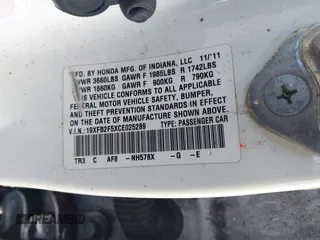 MFD. BY HONDA MFG. OF INDIANA, LLC 11/'11
GVWR 3660LBS GAWR F 1985LBS R 1742LBS
GVWR 1660KG GAWR F 900KG R 790KG
THIS VEHICLE CONFORMS TO ALL APPLICABLE
FEDERAL MOTOR VEHICLE SAFETY, BUMPER,
AND THEFT PREVENTION STANDARDS IN EFFECT
ON THE DATE OF MANUFACTURE SHOWN ABOVE.
V.I.N.: 19XFB2F5XCE025289 TYPE: PASSENGER CAR
TR3 C AF8 -NH578X -G -E
DREAMBID